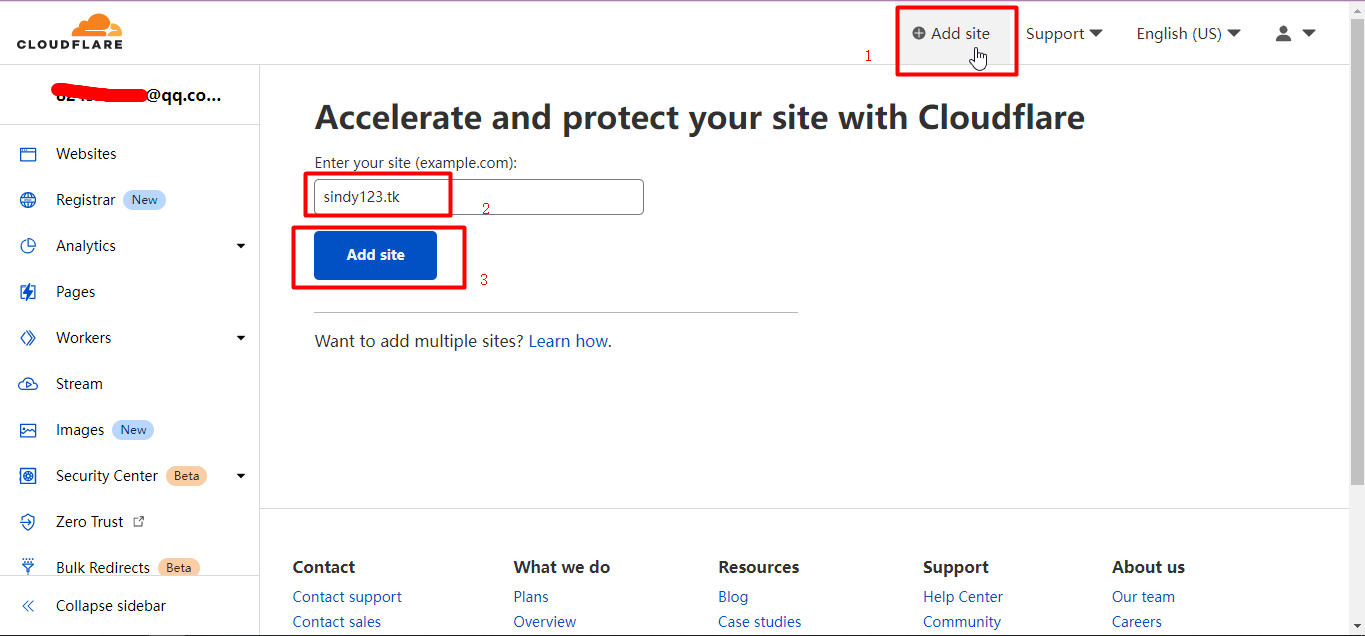 CLOUDFLARE
Add site
Support
English (US)
1
@qq.co...
Websites
Registrar New
Analytics
Pages
Workers
Stream
Images New
Security Center Beta
Zero Trust
Bulk Redirects Beta
Collapse sidebar
Accelerate and protect your site with Cloudflare
Enter your site (example.com):
sindy123.tk
2
Add site
3
Want to add multiple sites? Learn how.
Contact
Contact support
Contact sales
What we do
Plans
Overview
Resources
Blog
Case studies
Support
Help Center
Community
About us
Our team
Careers